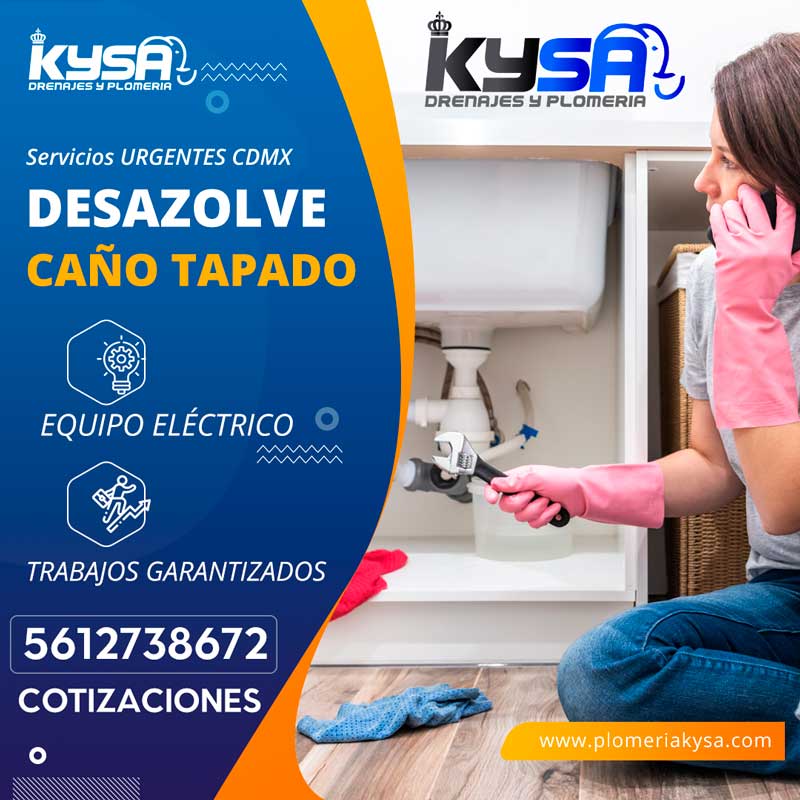 KYSA
DRENAJES Y PLOMERIA
KYSA
DRENAJES Y PLOMERIA
Servicios URGENTES CDMX
DESAZOLVE
CAÑO TAPADO
EQUIPO ELÉCTRICO
TRABAJOS GARANTIZADOS
5612738672
COTIZACIONES
www.plomeriakysa.com